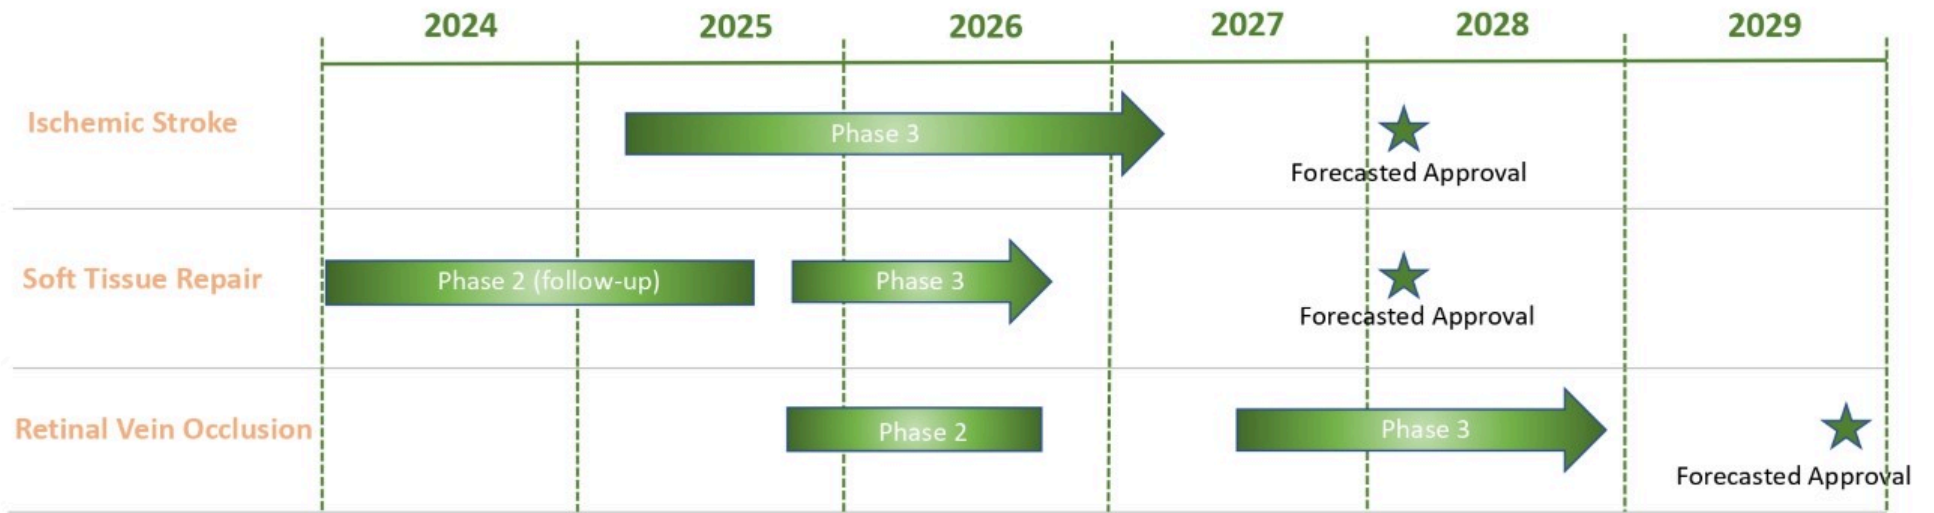 2024 2025 2026 2027 2028 2029
Ischemic Stroke
Phase 3
Forecasted Approval
Soft Tissue Repair
Phase 2 (follow-up)
Phase 3
Forecasted Approval
Retinal Vein Occlusion
Phase 2
Phase 3
Forecasted Approval